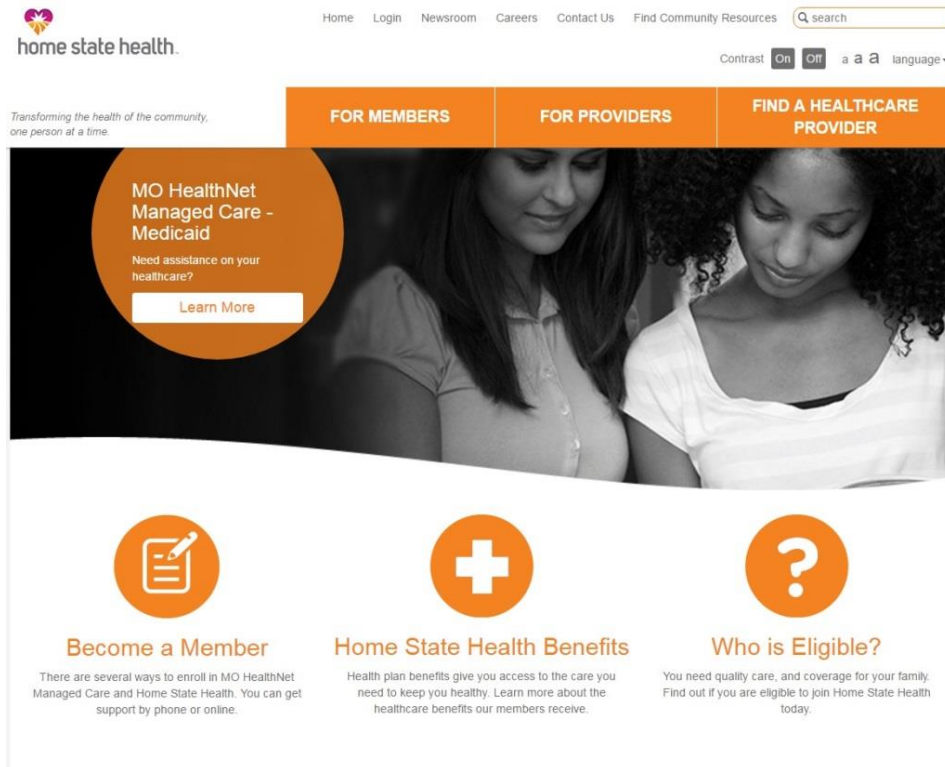 Home Login Newsroom Careers Contact Us Find Community Resources search
home state health™
Contrast On Off a a a language
Transforming the health of the community,
one person at a time.
FOR MEMBERS
FOR PROVIDERS
FIND A HEALTHCARE
PROVIDER
MO HealthNet
Managed Care -
Medicaid
Need assistance on your
healthcare?
Learn More
Become a Member
There are several ways to enroll in MO HealthNet
Managed Care and Home State Health. You can get
support by phone or online.
Home State Health Benefits
Health plan benefits give you access to the care you
need to keep you healthy. Learn more about the
healthcare benefits our members receive.
Who is Eligible?
You need quality care, and coverage for your family.
Find out if you are eligible to join Home State Health
today.